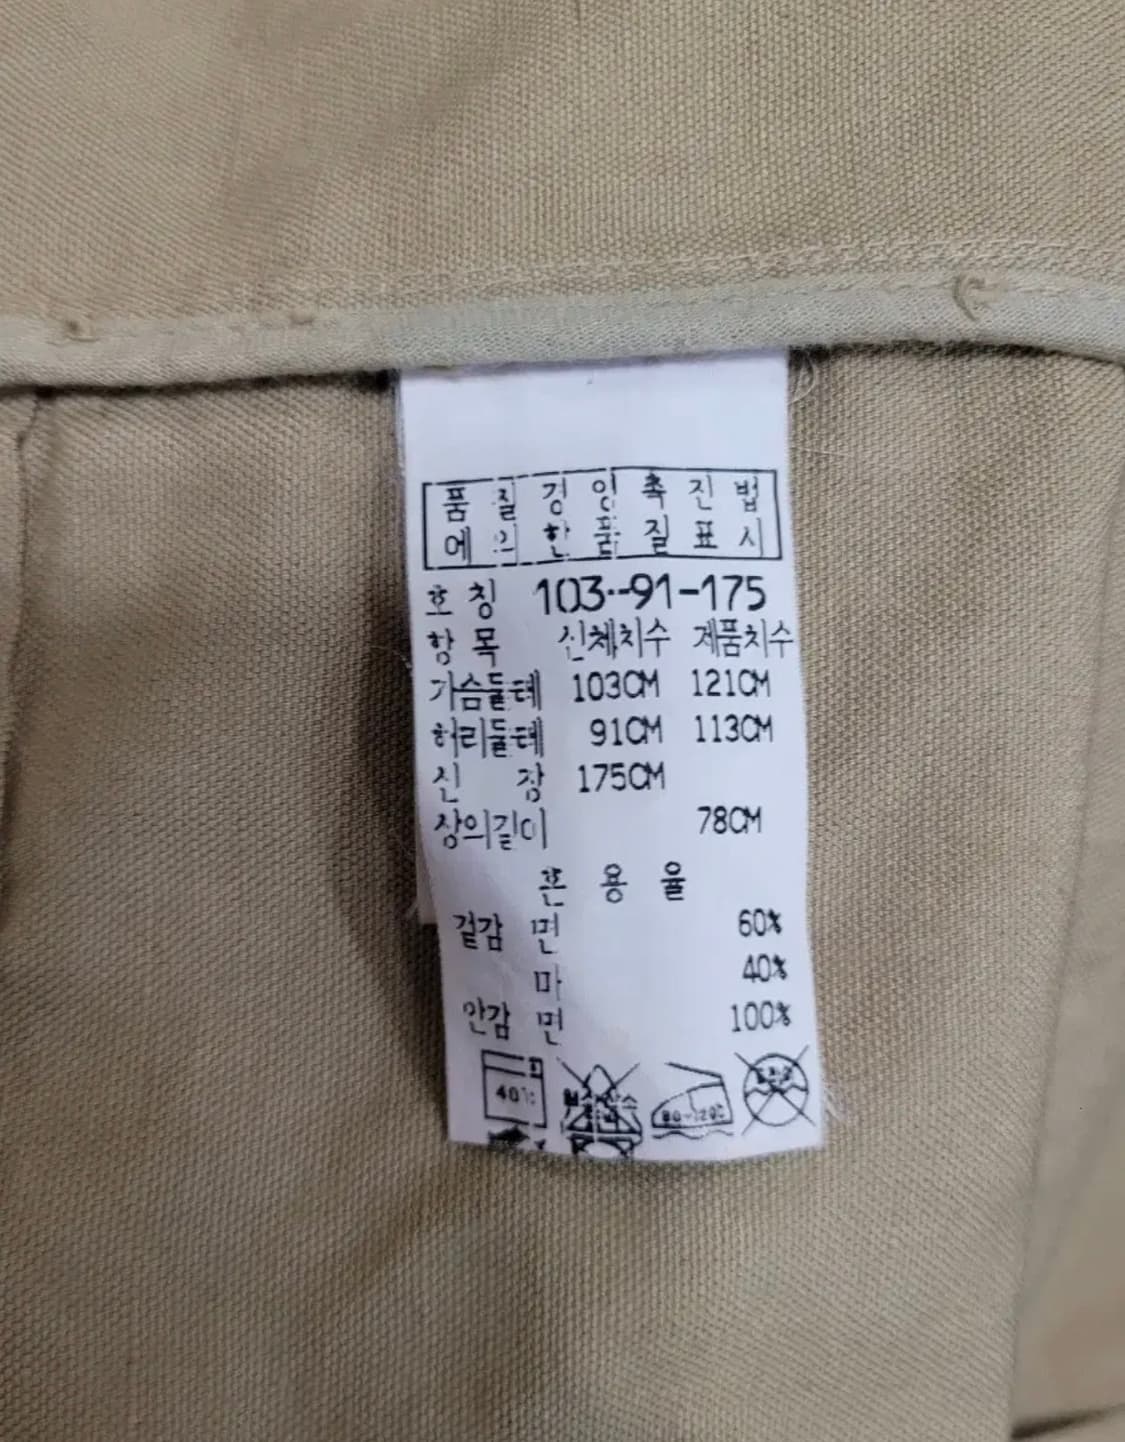 품질경영촉진법
에의한품질표시
호칭 103-91-175
항목 신체치수 제품치수
가슴둘레 103CM 121CM
허리둘레 91CM 113CM
신장 175CM
상의길이 78CM
혼용율
겉감 면 60%
마 40%
안감 면 100%
40℃ 80-120℃